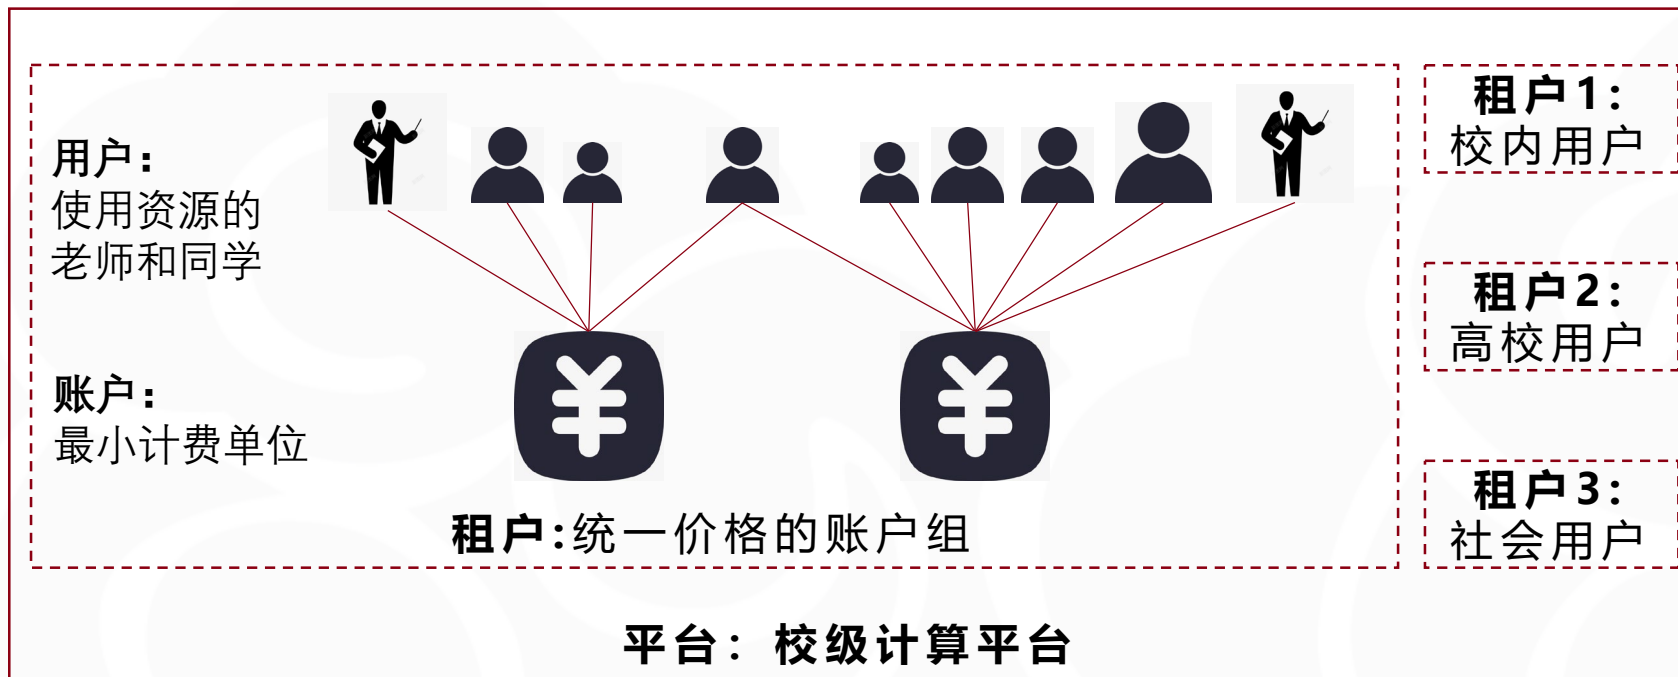 用户：
使用资源的
老师和同学
账户：
最小计费单位
租户:统一价格的账户组
租户1：
校内用户
租户2：
高校用户
租户3：
社会用户
平台：校级计算平台